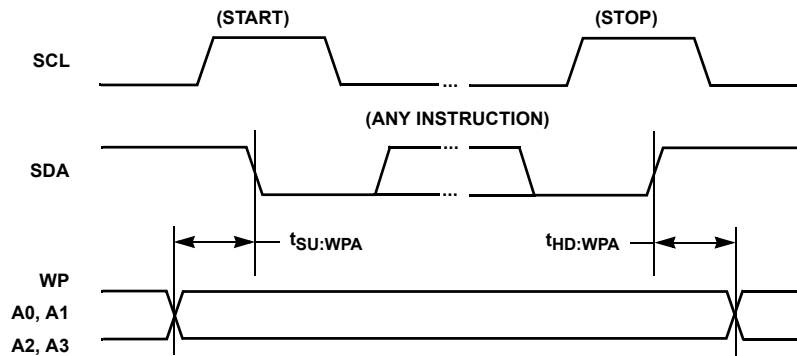 (START) (STOP)
SCL
...
(ANY INSTRUCTION)
...
SDA
...
tSU:WPA tHD:WPA
WP
A0, A1
A2, A3